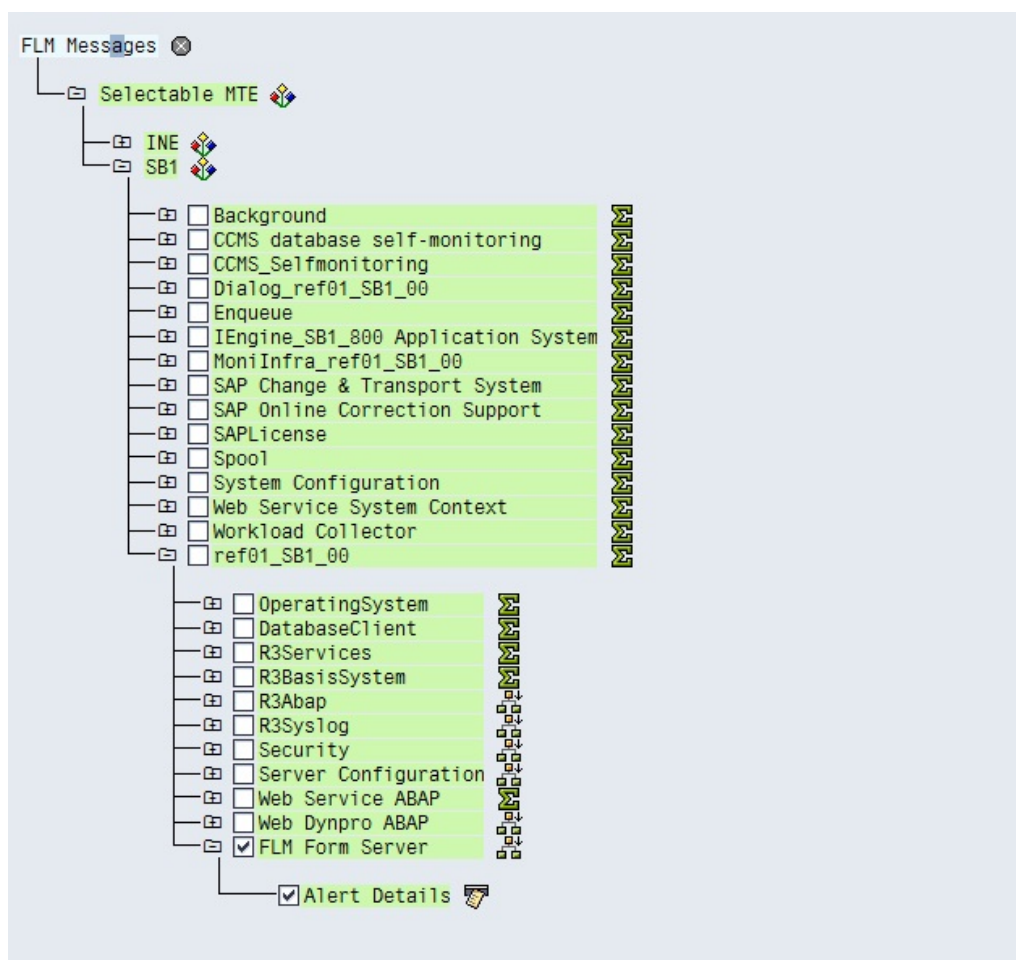 FLM Messages
Selectable MTE
INE
SB1
Background
CCMS database self-monitoring
CCMS_Selfmonitoring
Dialog_ref01_SB1_00
Enqueue
IEngine_SB1_800 Application System
MoniInfra_ref01_SB1_00
SAP Change & Transport System
SAP Online Correction Support
SAPLicense
Spool
System Configuration
Web Service System Context
Workload Collector
ref01_SB1_00
OperatingSystem
DatabaseClient
R3Services
R3BasisSystem
R3Abap
R3Syslog
Security
Server Configuration
Web Service ABAP
Web Dynpro ABAP
FLM Form Server
Alert Details